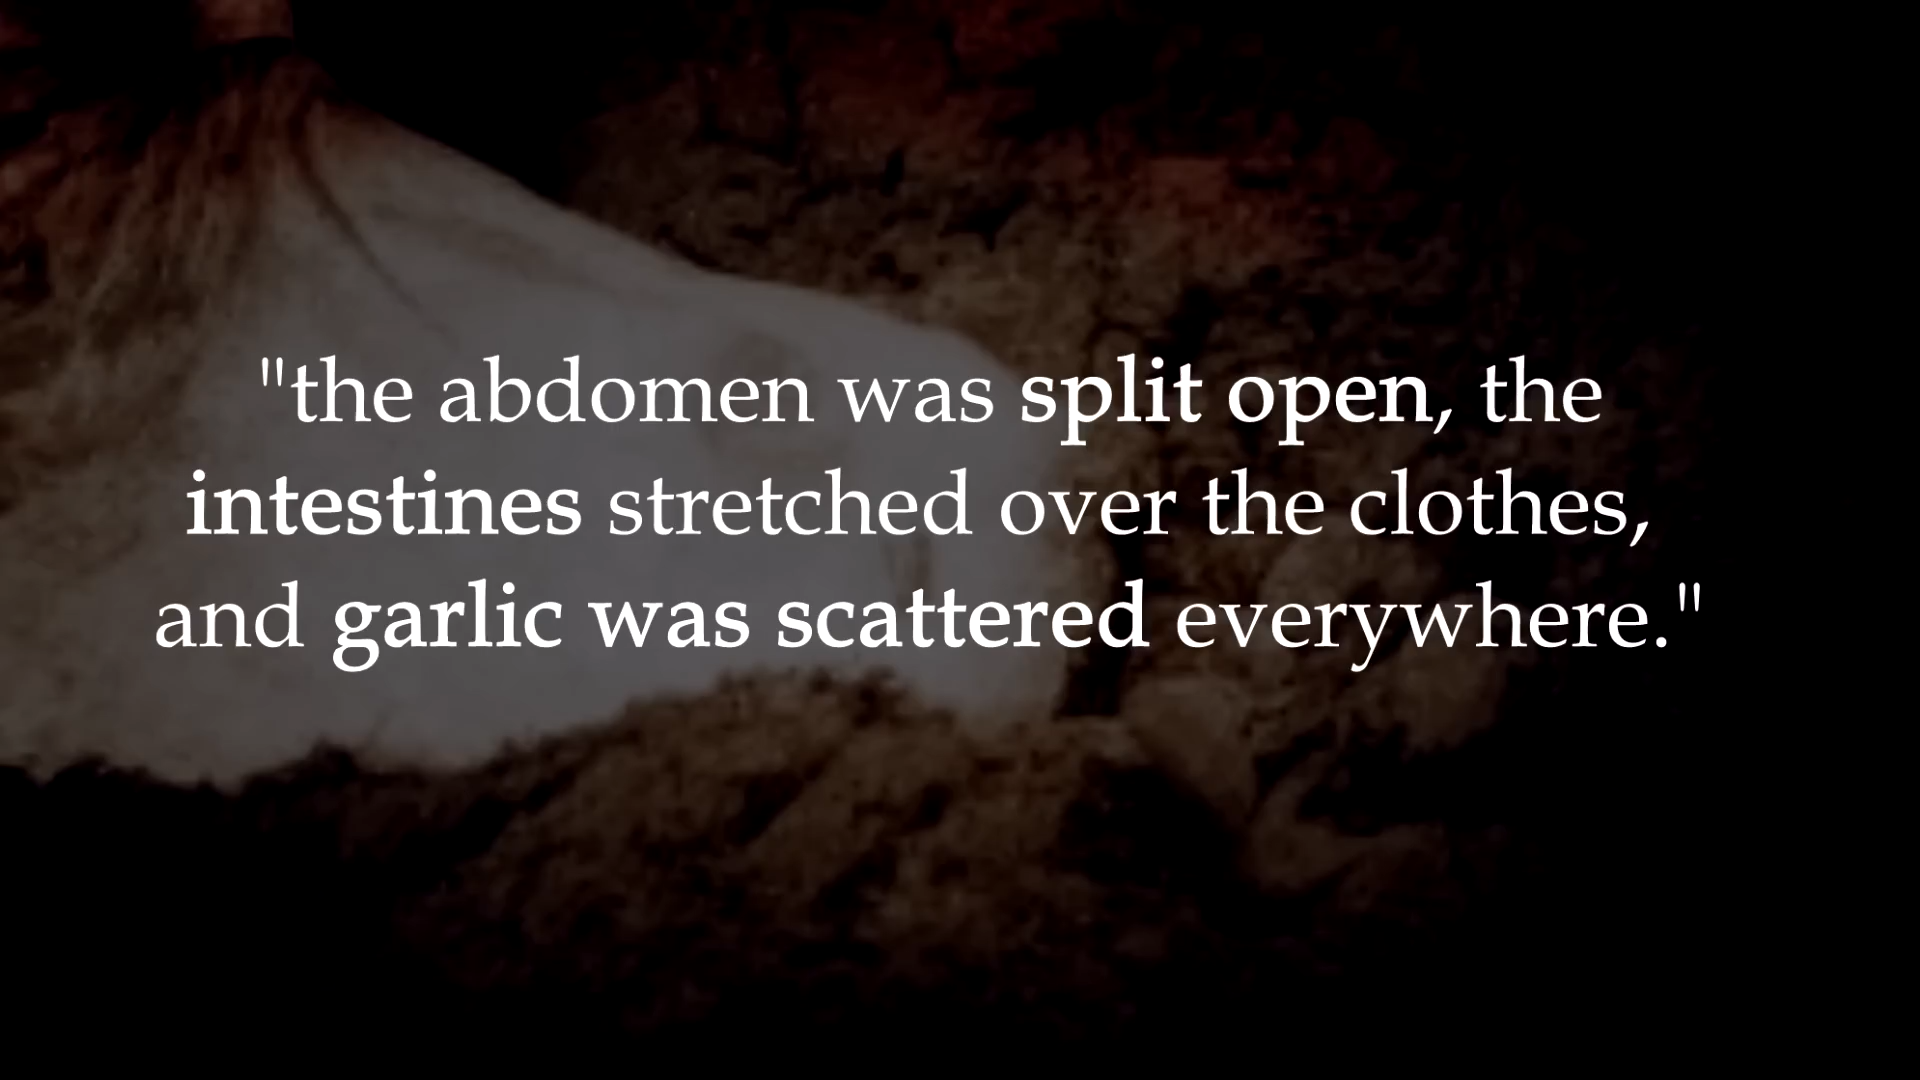 "the abdomen was split open, the
intestines stretched over the clothes,
and garlic was scattered everywhere."